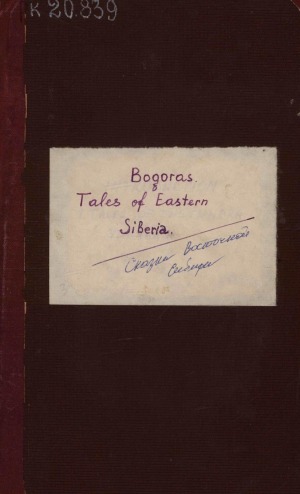 К 20.839
Bogoras.
Tales of Eastern
Siberia.
Сказки Восточной
Сибири